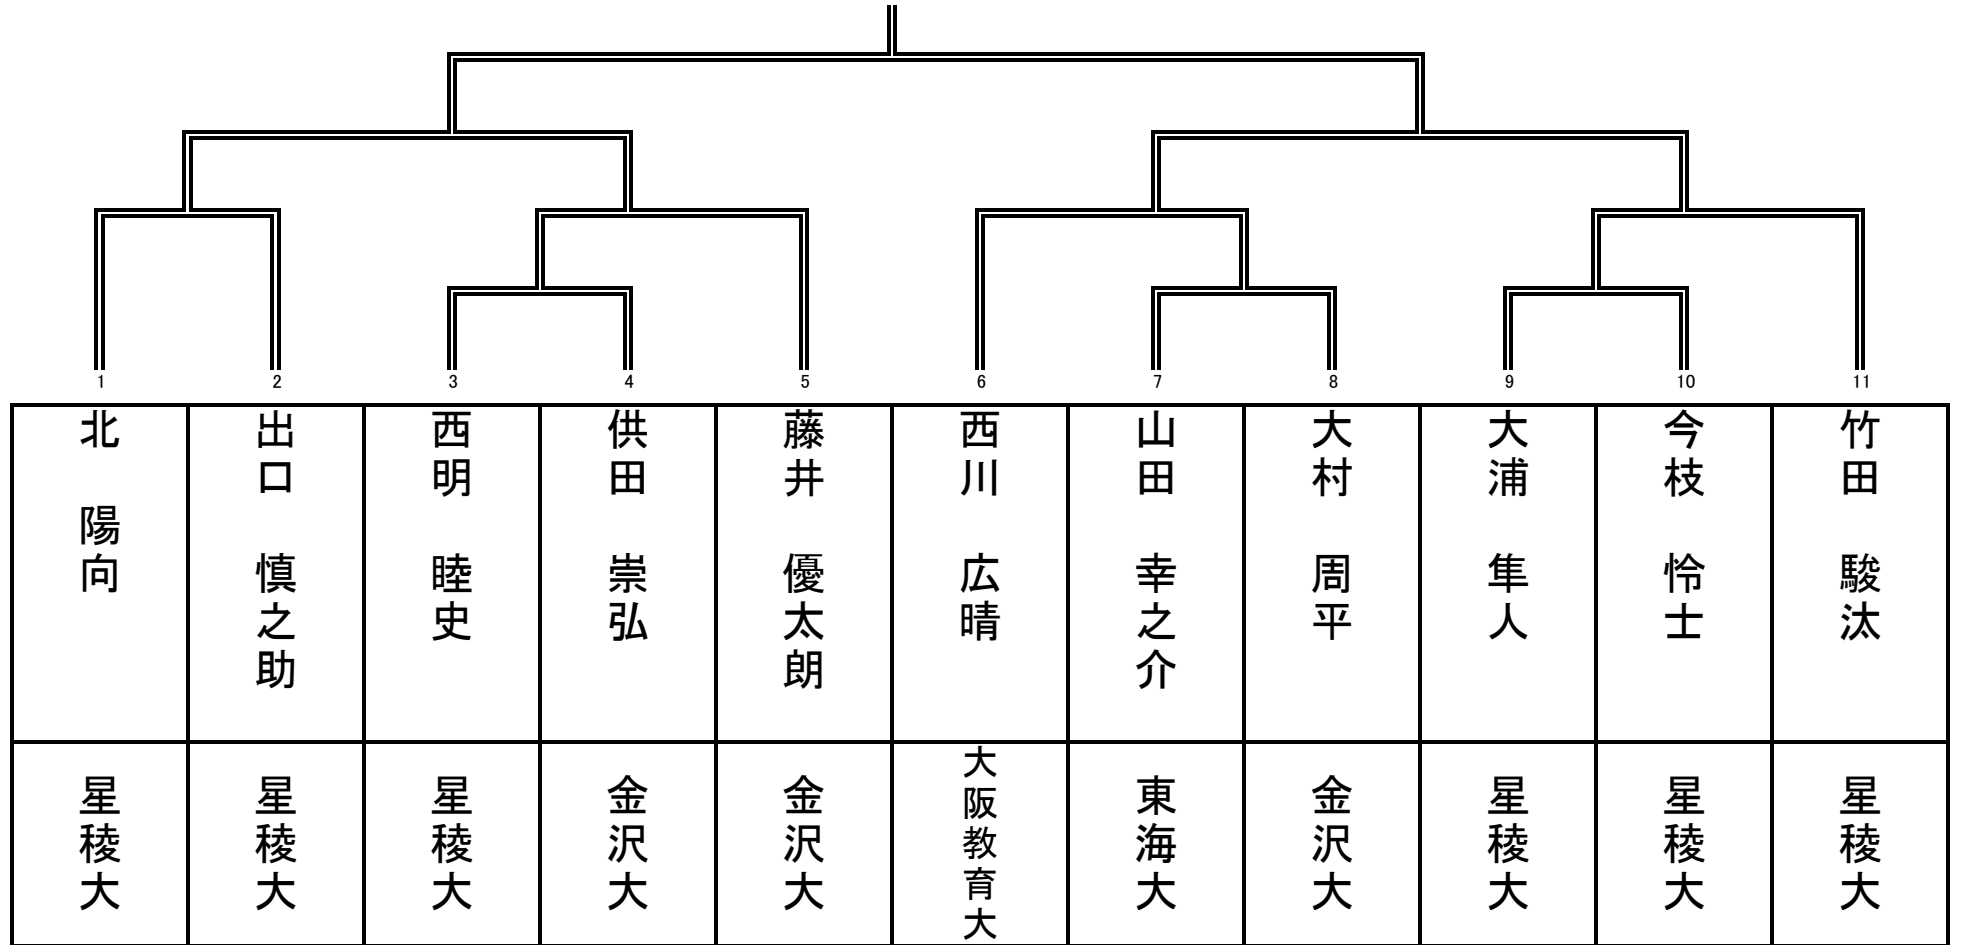 1
2
3
4
5
6
7
8
9
10
11
北 陽向
出口 慎之助
西明 睦史
供田 崇弘
藤井 優太朗
西川 広晴
山田 幸之介
大村 周平
大浦 隼人
今枝 怜士
竹田 駿汰
星稜大
星稜大
星稜大
金沢大
金沢大
大阪教育大
東海大
金沢大
星稜大
星稜大
星稜大